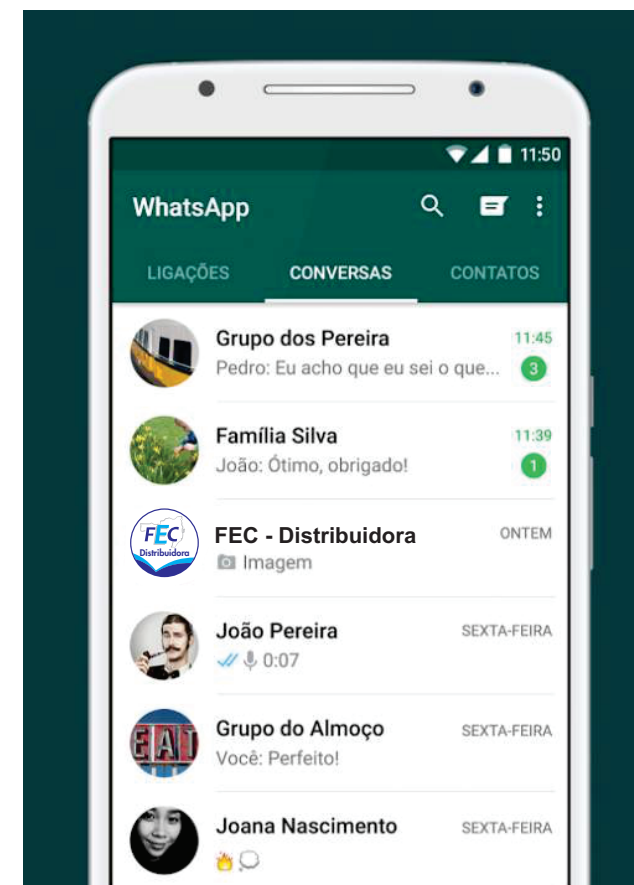 11:50
WhatsApp
LIGAÇÕES CONVERSAS CONTATOS
Grupo dos Pereira 11:45
Pedro: Eu acho que eu sei o que... 3
Família Silva 11:39
João: Ótimo, obrigado! 1
FEC
Distribuidora
FEC - Distribuidora ONTEM
Imagem
João Pereira SEXTA-FEIRA
0:07
EAT
Grupo do Almoço SEXTA-FEIRA
Você: Perfeito!
Joana Nascimento SEXTA-FEIRA
🔥💭